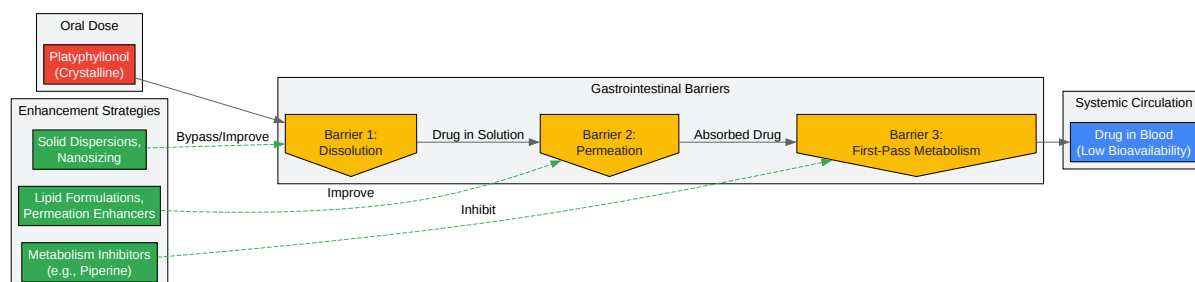 Oral Dose
Platyphyllonol
(Crystalline)
Enhancement Strategies
Solid Dispersions,
Nanosizing
Lipid Formulations,
Permeation Enhancers
Metabolism Inhibitors
(e.g., Piperine)
Bypass/Improve
Improve
Inhibit
Gastrointestinal Barriers
Barrier 1:
Dissolution
Drug in Solution
Barrier 2:
Permeation
Absorbed Drug
Barrier 3:
First-Pass Metabolism
Systemic Circulation
Drug in Blood
(Low Bioavailability)